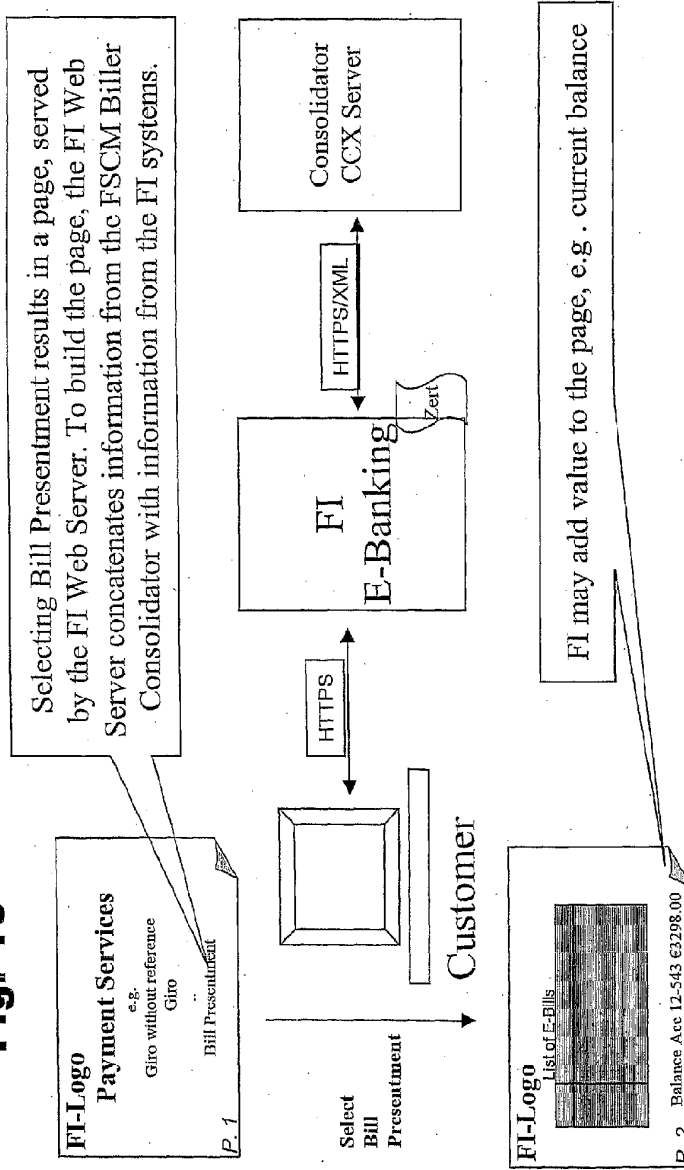 Selecting Bill Presentment results in a page, served
by the FI Web Server. To build the page, the FI Web
Server concatenates information from the FSCM Biller
Consolidator with information from the FI systems.
FI-Logo
Payment Services
e.g.
Giro without reference
Giro
..
Bill Presentment
P. 1
Select
Bill
Presentment
Customer
HTTPS
FI
E-Banking
Zert
HTTPS/XML
Consolidator
CCX Server
FI-Logo
List of E-Bills
P. 2
Balance Acc 12-543 €3298.00
FI may add value to the page, e.g . current balance